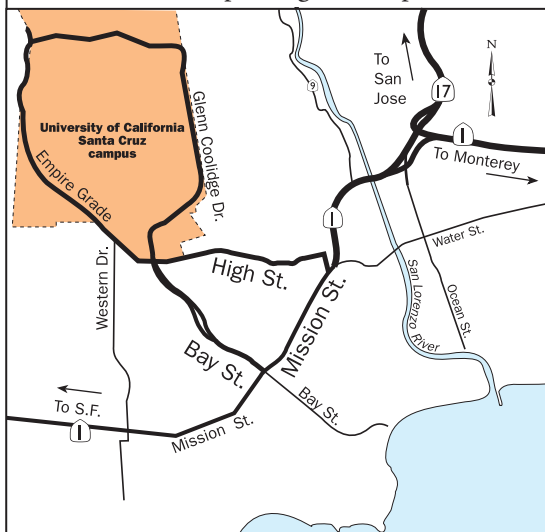 To
San
Jose
N
9
17
1
To Monterey
University of California
Santa Cruz
campus
Glenn Coolidge Dr.
Empire Grade
1
Water St.
High St.
Western Dr.
San Lorenzo
River
Ocean St.
Mission St.
Bay St.
To S.F.
1
Mission St.
Bay St.